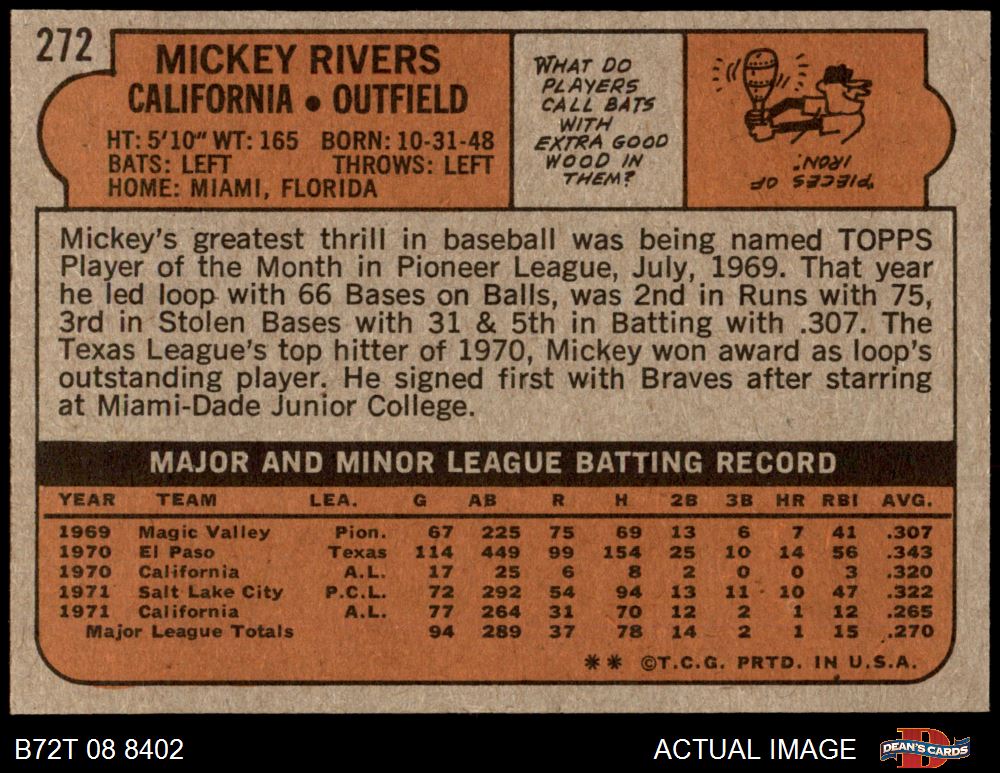 272
MICKEY RIVERS
CALIFORNIA • OUTFIELD
HT: 5'10" WT: 165 BORN: 10-31-48
BATS: LEFT THROWS: LEFT
HOME: MIAMI, FLORIDA
WHAT DO
PLAYERS
CALL BATS
WITH
EXTRA GOOD
WOOD IN
THEM?
"PIECES OF
IRON."
Mickey's greatest thrill in baseball was being named TOPPS
Player of the Month in Pioneer League, July, 1969. That year
he led loop with 66 Bases on Balls, was 2nd in Runs with 75,
3rd in Stolen Bases with 31 & 5th in Batting with .307. The
Texas League's top hitter of 1970, Mickey won award as loop's
outstanding player. He signed first with Braves after starring
at Miami-Dade Junior College.
MAJOR AND MINOR LEAGUE BATTING RECORD
YEAR TEAM LEA. G AB R H 2B 3B HR RBI AVG.
1969 Magic Valley Pion. 67 225 75 69 13 6 7 41 .307
1970 El Paso Texas 114 449 99 154 25 10 14 56 .343
1970 California A.L. 17 25 6 8 2 0 0 3 .320
1971 Salt Lake City P.C.L. 72 292 54 94 13 11 10 47 .322
1971 California A.L. 77 264 31 70 12 2 1 12 .265
Major League Totals 94 289 37 78 14 2 1 15 .270
** ©T.C.G. PRTD. IN U.S.A.
B72T 08 8402 ACTUAL IMAGE DEAN'S CARDS